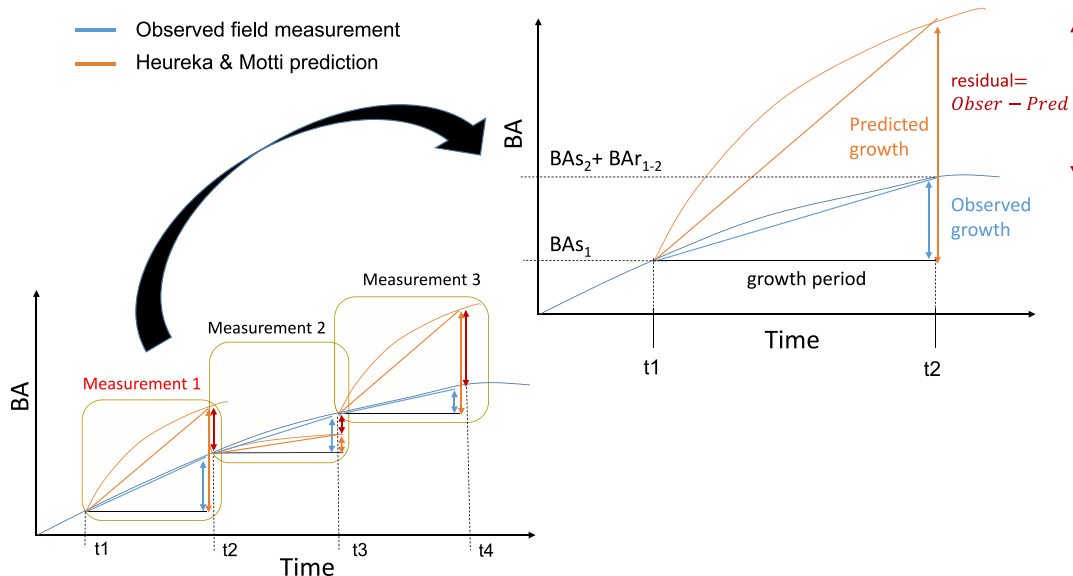 Observed field measurement
Heureka & Motti prediction
BA
residual=
Obser − Pred
Predicted
growth
BAs₂+ BAr₁₋₂
Observed
growth
BAs₁
growth period
Time
t1
t2
Measurement 3
Measurement 2
Measurement 1
BA
t1
t2
t3
t4
Time